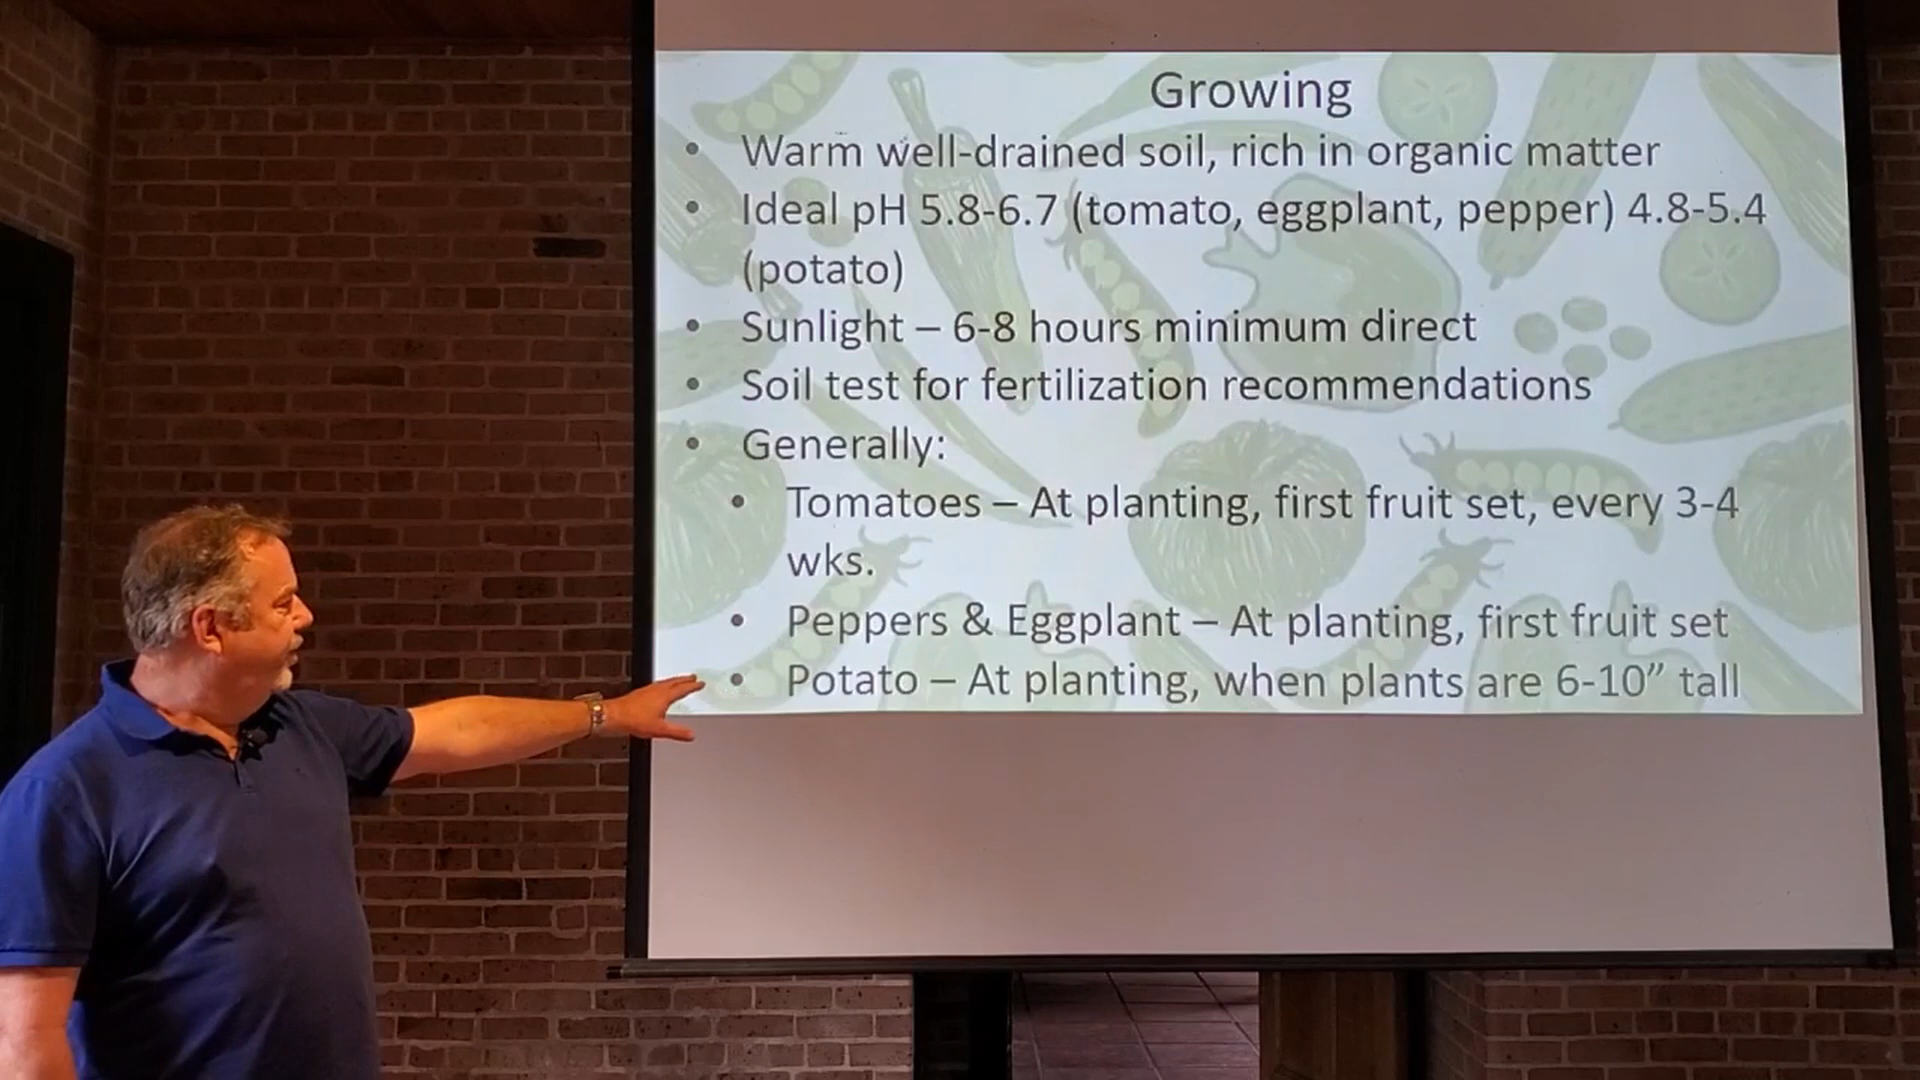 Growing
• Warm well-drained soil, rich in organic matter
• Ideal pH 5.8-6.7 (tomato, eggplant, pepper) 4.8-5.4
(potato)
• Sunlight – 6-8 hours minimum direct
• Soil test for fertilization recommendations
• Generally:
• Tomatoes – At planting, first fruit set, every 3-4
wks.
• Peppers & Eggplant – At planting, first fruit set
• Potato – At planting, when plants are 6-10” tall